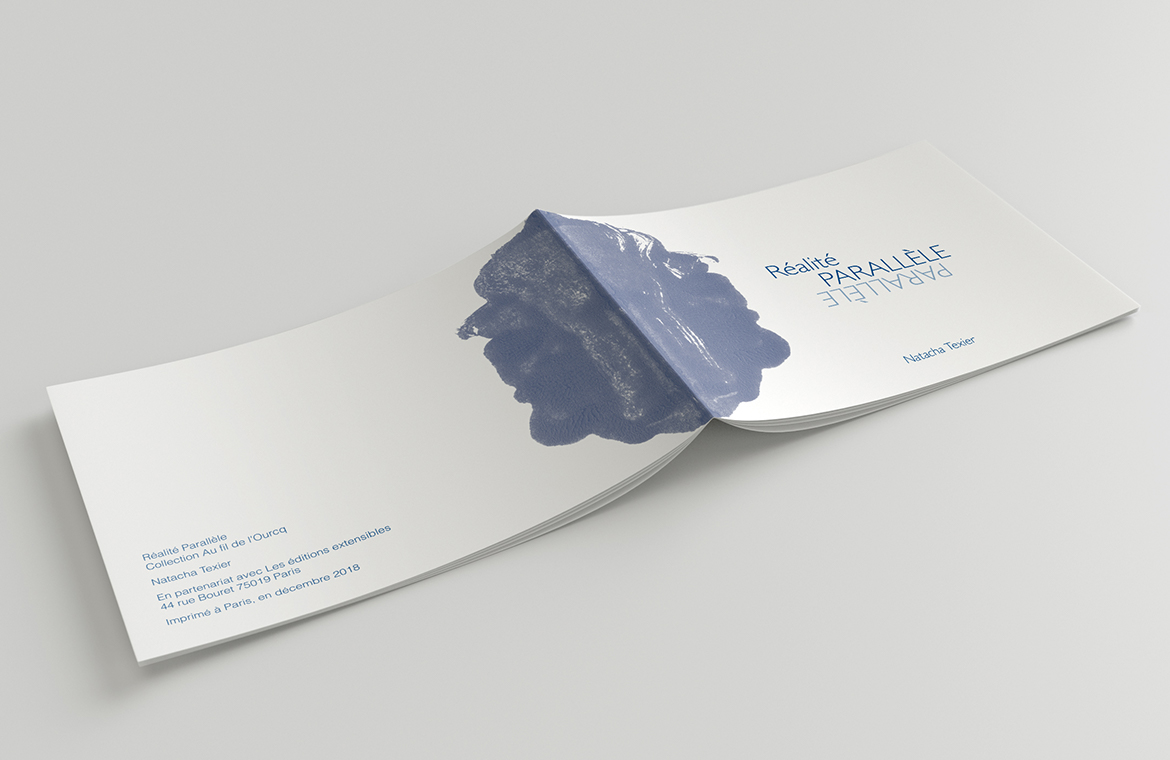 Réalité
PARALLÈLE
PARALLÈLE
Natacha Texier
Réalité Parallèle
Collection Au fil de l'Ourcq
Natacha Texier
En partenariat avec Les éditions extensibles
44 rue Bouret 75019 Paris
Imprimé à Paris, en décembre 2018